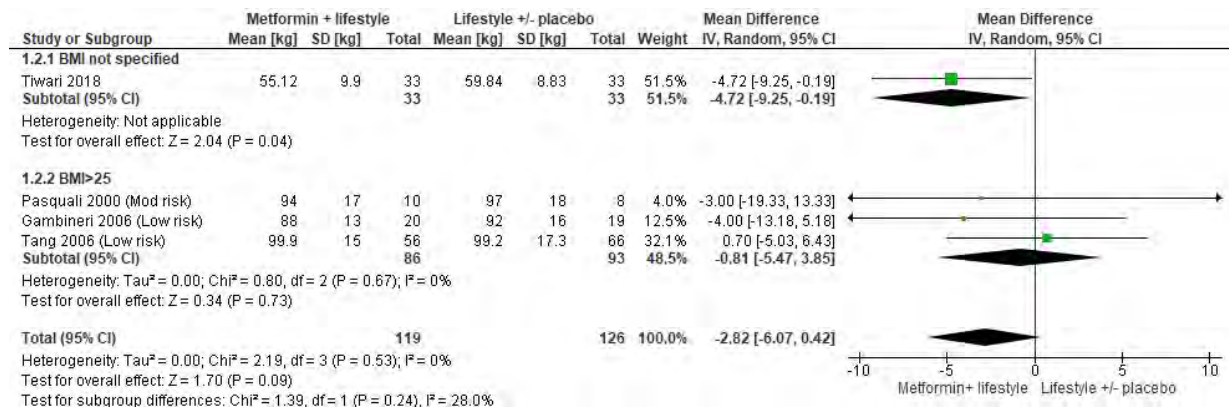 Metformin + lifestyle Lifestyle +/- placebo Mean Difference Mean Difference
Study or Subgroup Mean [kg] SD [kg] Total Mean [kg] SD [kg] Total Weight IV, Random, 95% CI IV, Random, 95% CI
1.2.1 BMI not specified
Tiwari 2018 55.12 9.9 33 59.84 8.83 33 51.5% -4.72 [-9.25, -0.19]
Subtotal (95% CI) 33 33 51.5% -4.72 [-9.25, -0.19]
Heterogeneity: Not applicable
Test for overall effect: Z = 2.04 (P = 0.04)
1.2.2 BMI>25
Pasquali 2000 (Mod risk) 94 17 10 97 18 8 4.0% -3.00 [-19.33, 13.33]
Gambineri 2006 (Low risk) 88 13 20 92 16 19 12.5% -4.00 [-13.18, 5.18]
Tang 2006 (Low risk) 99.9 15 56 99.2 17.3 66 32.1% 0.70 [-5.03, 6.43]
Subtotal (95% CI) 86 93 48.5% -0.81 [-5.47, 3.85]
Heterogeneity: Tau² = 0.00; Chi² = 0.80, df = 2 (P = 0.67); I² = 0%
Test for overall effect: Z = 0.34 (P = 0.73)
Total (95% CI) 119 126 100.0% -2.82 [-6.07, 0.42]
Heterogeneity: Tau² = 0.00; Chi² = 2.19, df = 3 (P = 0.53); I² = 0%
Test for overall effect: Z = 1.70 (P = 0.09)
Test for subgroup differences: Chi² = 1.39, df = 1 (P = 0.24), I² = 28.0%
-10 -5 0 5 10
Metformin+ lifestyle Lifestyle +/- placebo